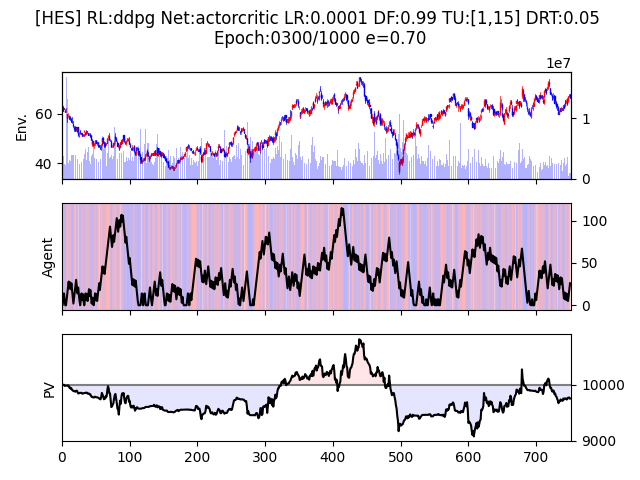 [HES] RL:ddpg Net:actorcritic LR:0.0001 DF:0.99 TU:[1,15] DRT:0.05
Epoch:0300/1000 e=0.70
1e7
Env.
60
40
1
0
Agent
100
50
0
PV
10000
9000
0 100 200 300 400 500 600 700